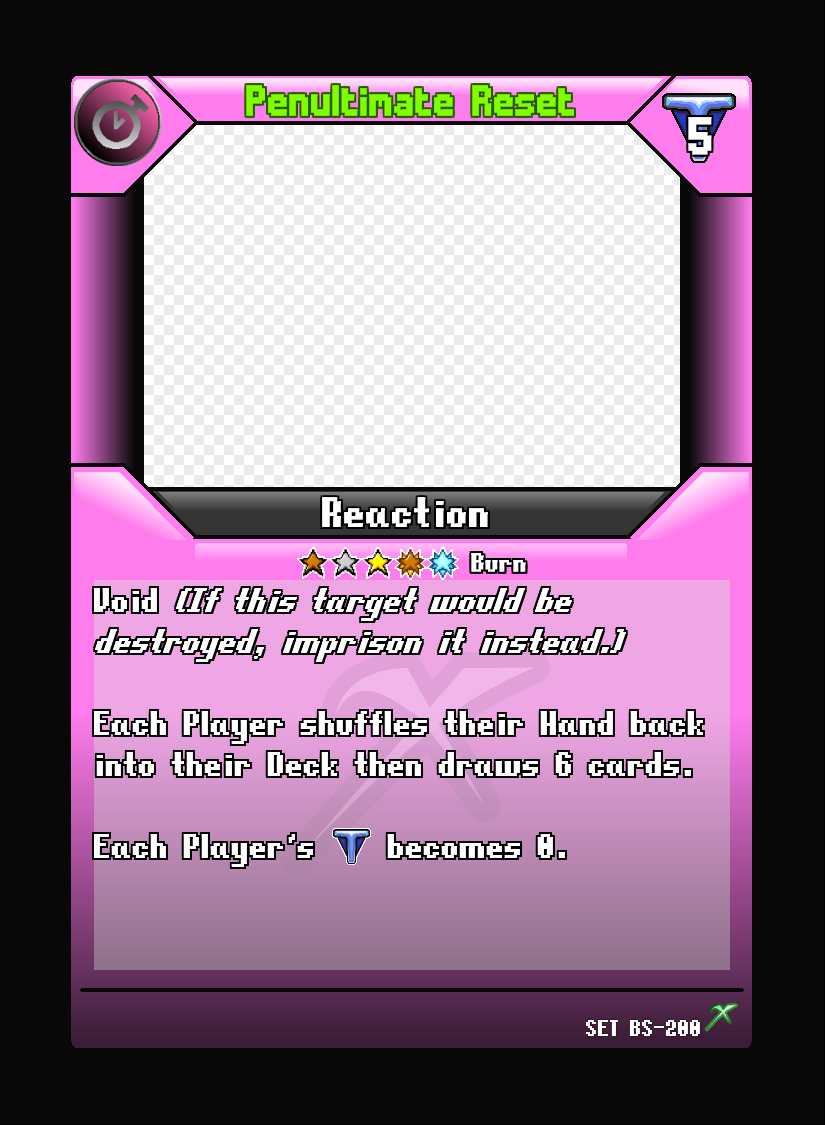 Penultimate Reset
5
Reaction
Burn
Void (If this target would be
destroyed, imprison it instead.)
Each Player shuffles their Hand back
into their Deck then draws 6 cards.
Each Player's T becomes 0.
SET BS-200